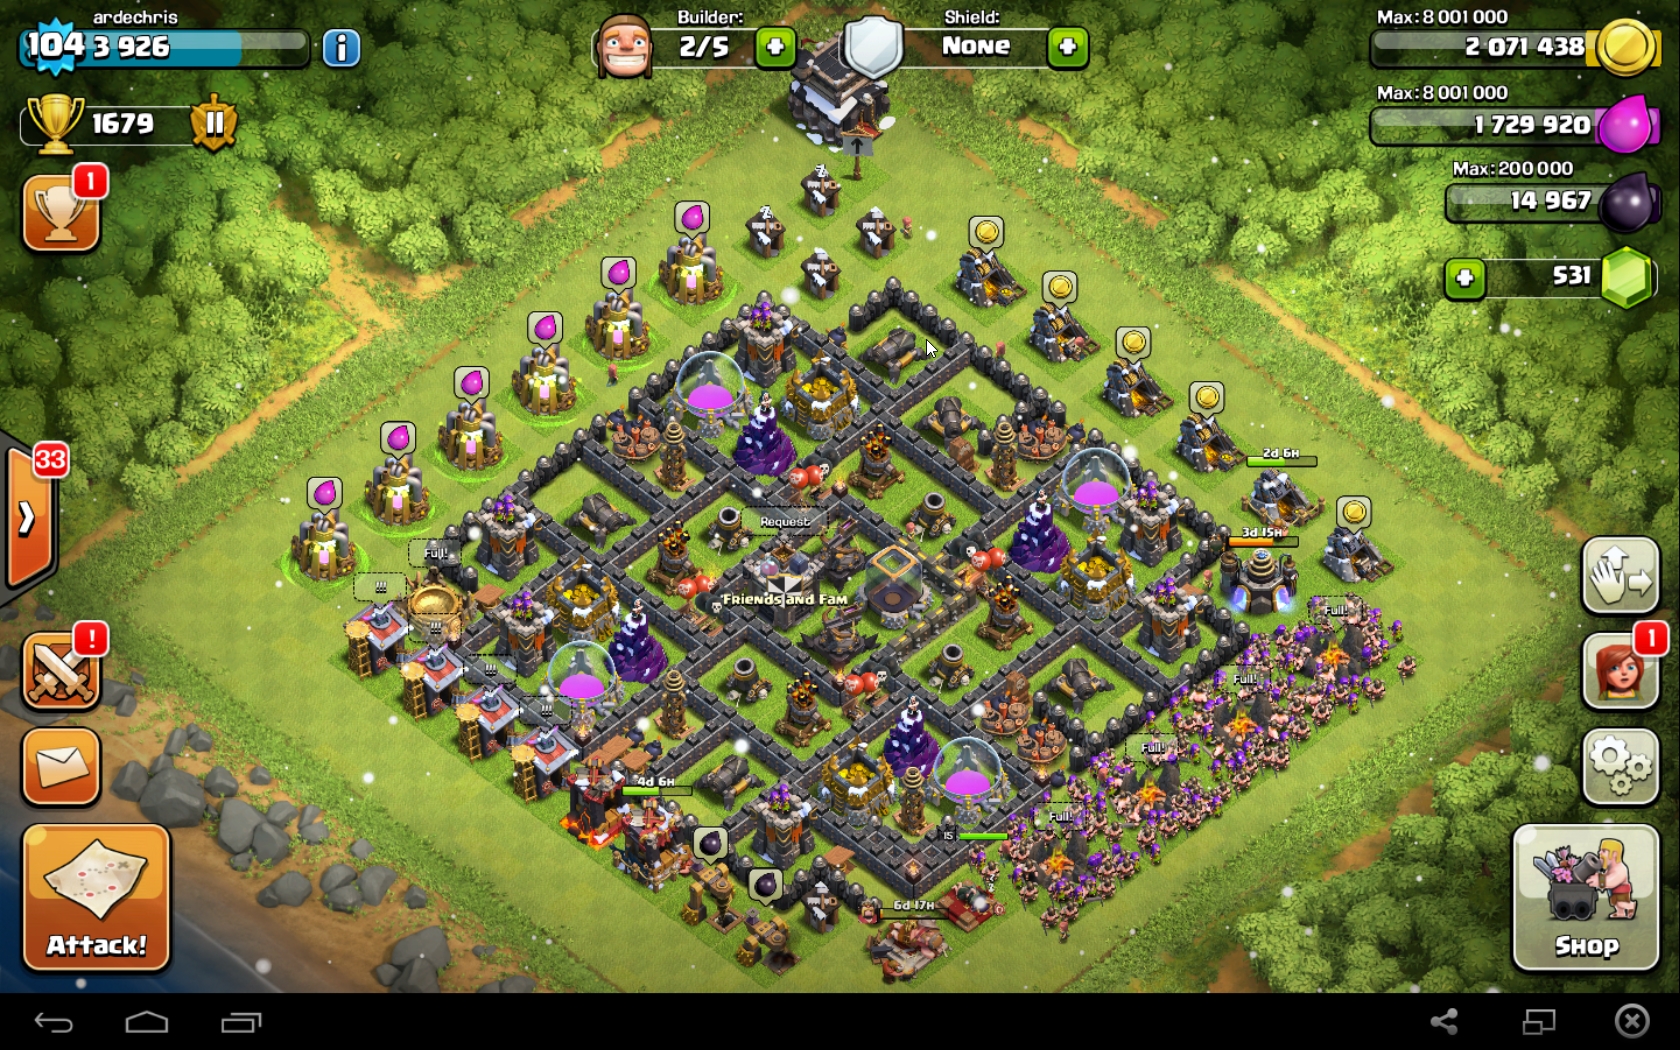 ardechris
104 3 926
i
Builder:
2/5
Shield:
None
Max: 8 001 000
2 071 438
Max: 8 001 000
1 729 920
Max: 200 000
14 967
531
1679
II
1
33
!
Attack!
1
Shop
z
z
2d 6h
3d 15h
Request
Full!
Friends and Fam
Full!
Full!
Full!
Full!
4d 6h
15
6d 17h